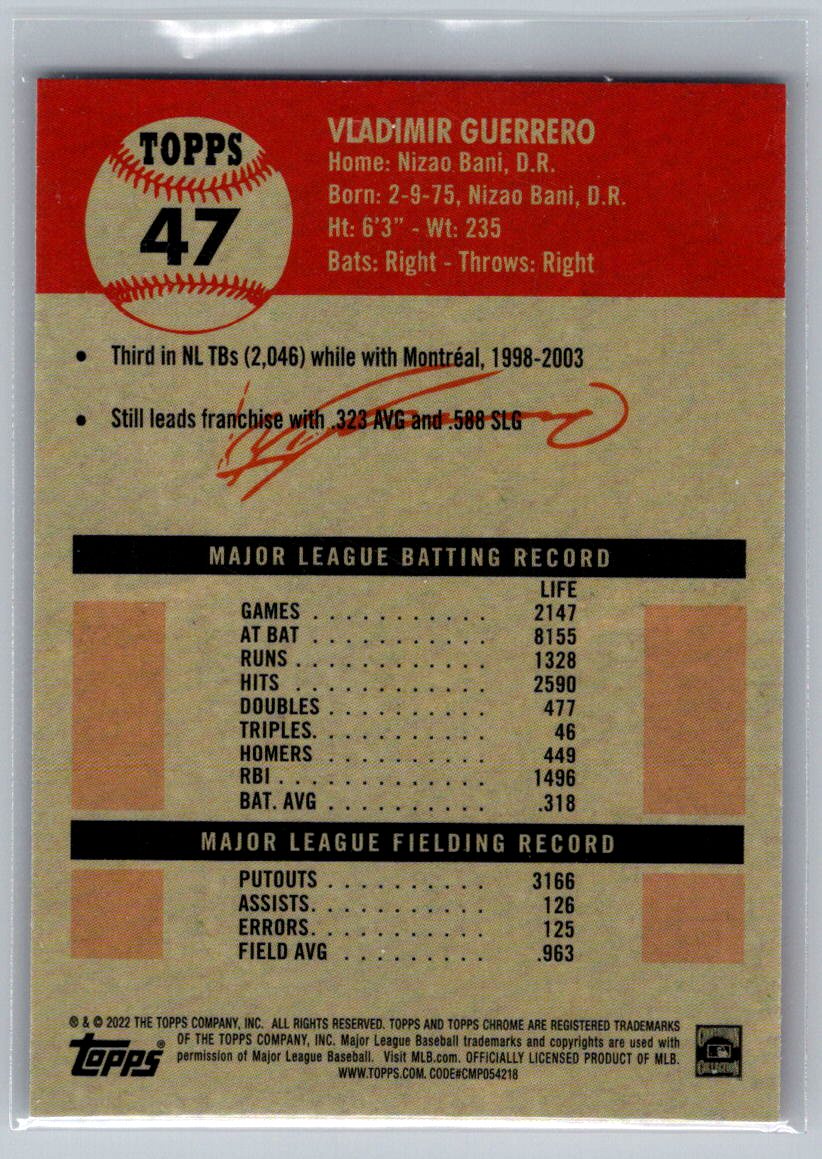 TOPPS
47
VLADIMIR GUERRERO
Home: Nizao Bani, D.R.
Born: 2-9-75, Nizao Bani, D.R.
Ht: 6'3" - Wt: 235
Bats: Right - Throws: Right
• Third in NL TBs (2,046) while with Montréal, 1998-2003
• Still leads franchise with .323 AVG and .588 SLG
MAJOR LEAGUE BATTING RECORD
LIFE
GAMES . . . . . . . . . . . 2147
AT BAT . . . . . . . . . . . 8155
RUNS . . . . . . . . . . . . 1328
HITS . . . . . . . . . . . . 2590
DOUBLES . . . . . . . . . . 477
TRIPLES. . . . . . . . . . . 46
HOMERS . . . . . . . . . . 449
RBI . . . . . . . . . . . . . 1496
BAT. AVG . . . . . . . . . . .318
MAJOR LEAGUE FIELDING RECORD
PUTOUTS . . . . . . . . . . 3166
ASSISTS. . . . . . . . . . . 126
ERRORS. . . . . . . . . . . 125
FIELD AVG . . . . . . . . . .963
® & © 2022 THE TOPPS COMPANY, INC. ALL RIGHTS RESERVED. TOPPS AND TOPPS CHROME ARE REGISTERED TRADEMARKS
OF THE TOPPS COMPANY, INC. Major League Baseball trademarks and copyrights are used with
permission of Major League Baseball. Visit MLB.com. OFFICIALLY LICENSED PRODUCT OF MLB.
WWW.TOPPS.COM. CODE#CMP054218
topps®
COOPERSTOWN
COLLECTION